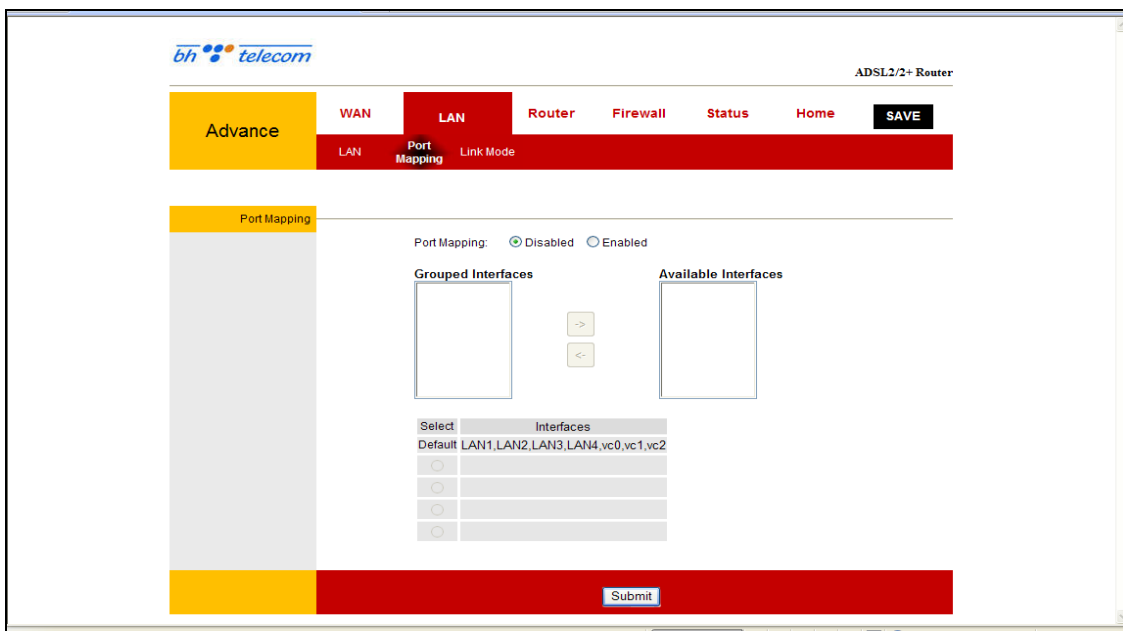 bh telecom
ADSL2/2+ Router
Advance
WAN LAN Router Firewall Status Home SAVE
LAN Port Mapping Link Mode
Port Mapping
Port Mapping: Disabled Enabled
Grouped Interfaces Available Interfaces
->
<-
Select Interfaces
Default LAN1,LAN2,LAN3,LAN4,vc0,vc1,vc2
Submit